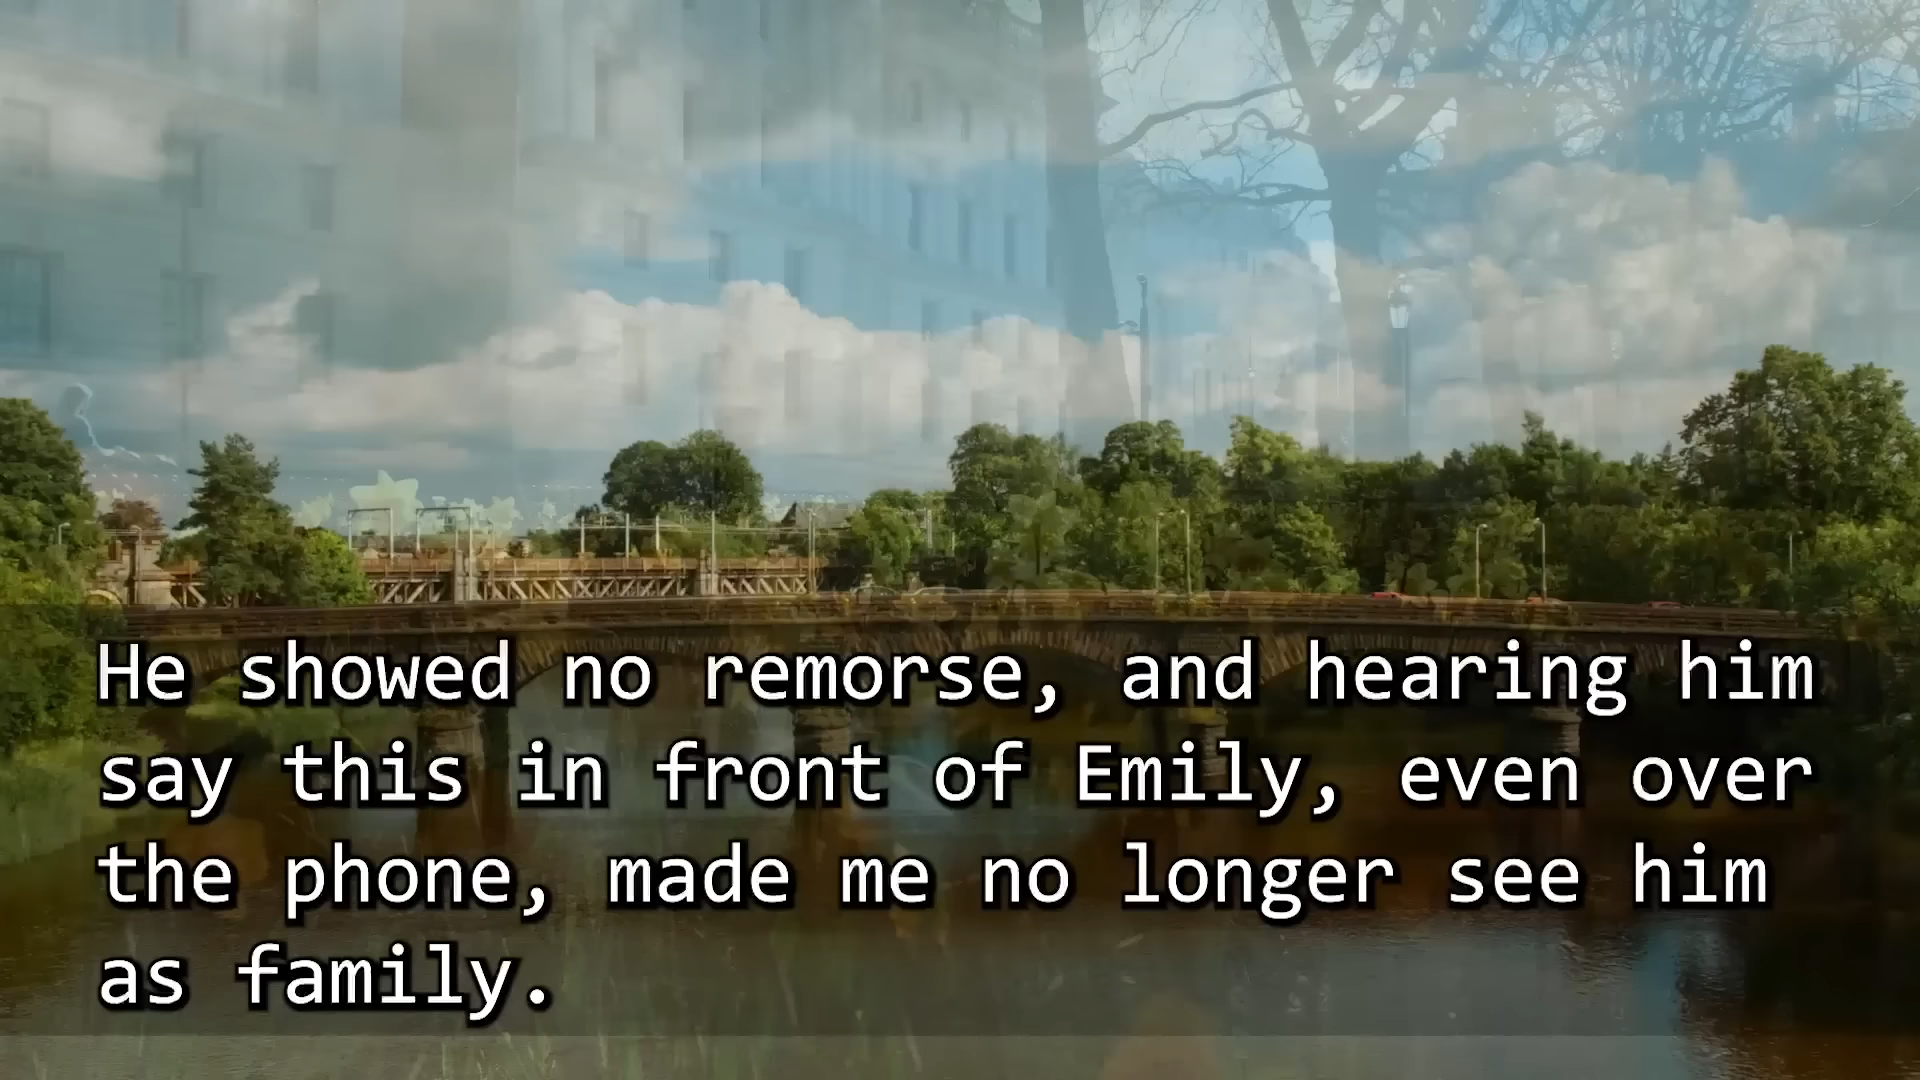 He showed no remorse, and hearing him
say this in front of Emily, even over
the phone, made me no longer see him
as family.